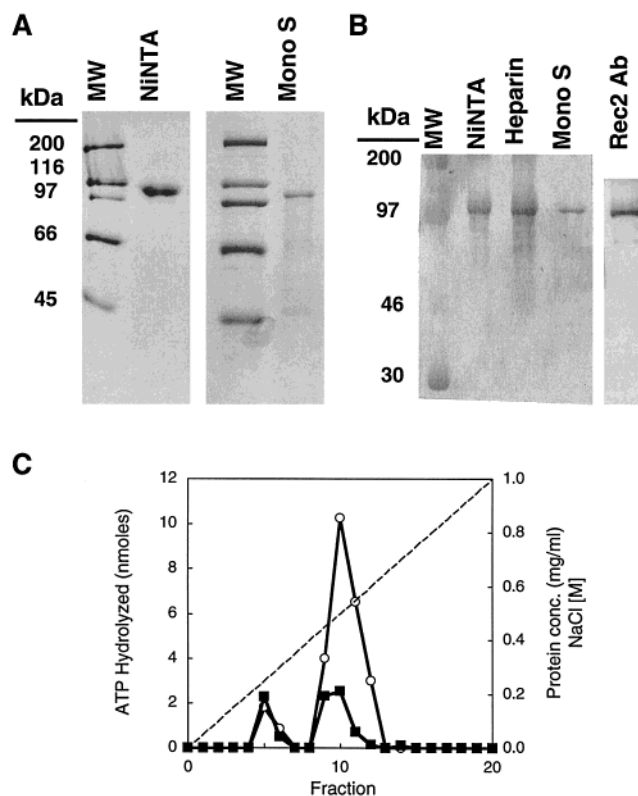 A
kDa
MW
NiNTA
MW
Mono S
200
116
97
66
45
B
MW
NiNTA
Heparin
Mono S
Rec2 Ab
200
97
46
30
C
ATP Hydrolyzed (nmoles)
12
10
8
6
4
2
0
1.0
0.8
0.6
0.4
0.2
0.0
Protein conc. (mg/ml)
NaCl [M]
0
10
20
Fraction